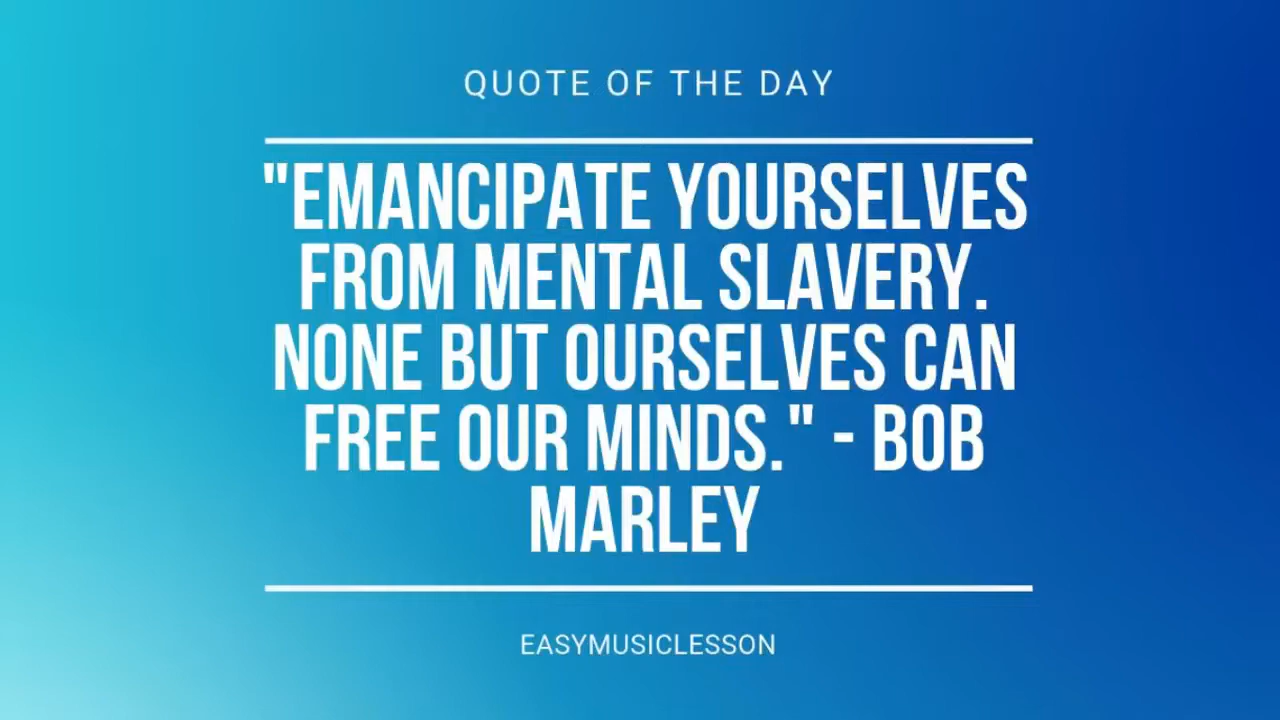 QUOTE OF THE DAY
"EMANCIPATE YOURSELVES
FROM MENTAL SLAVERY.
NONE BUT OURSELVES CAN
FREE OUR MINDS." - BOB
MARLEY
EASYMUSICLESSON